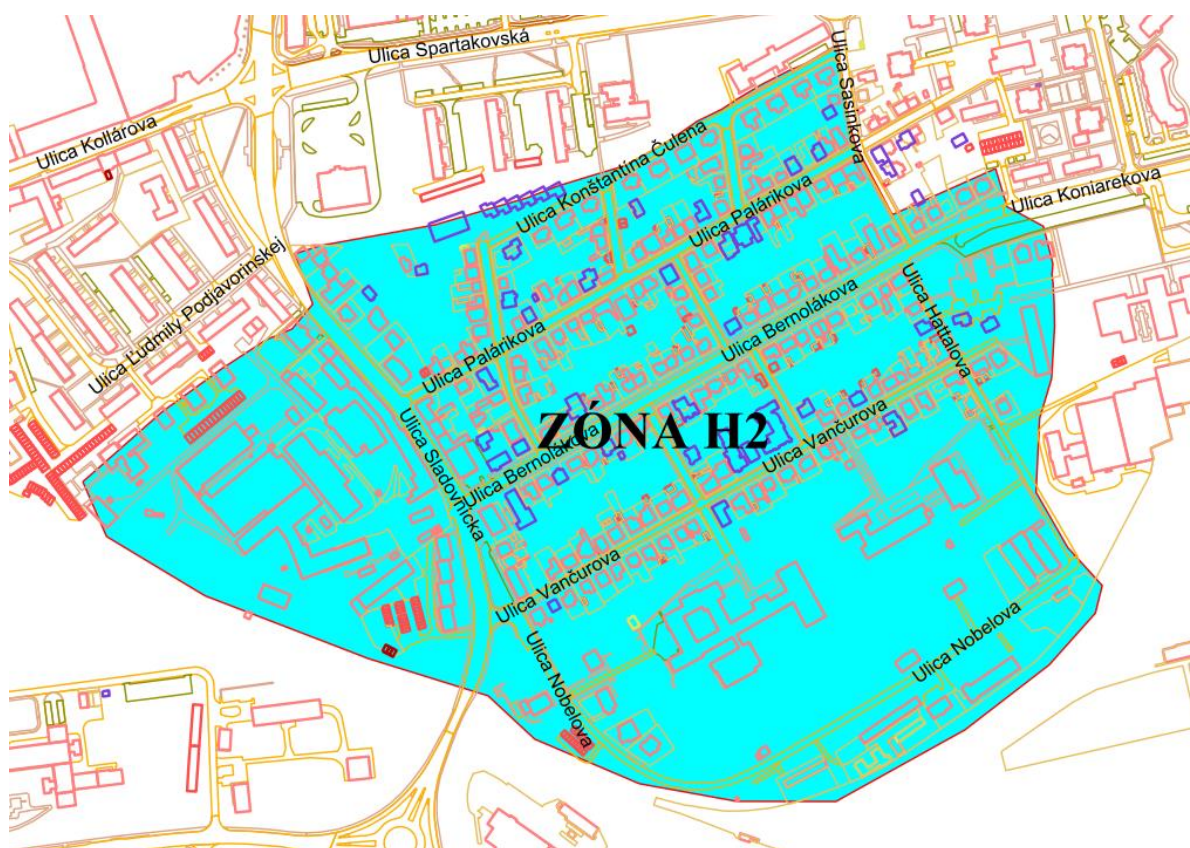 Ulica Spartakovská
Ulica Sasinkova
Ulica Kollárova
Ulica Konštantína Čulena
Ulica Koniarekova
Ulica Palárikova
Ulica Ľudmily Podjavorinskej
Ulica Hattalova
Ulica Bernolákova
Ulica Palárikova
Ulica Sladovnícka
ZÓNA H2
Ulica Bernolákova
Ulica Vančurova
Ulica Vančurova
Ulica Nobelova
Ulica Nobelova